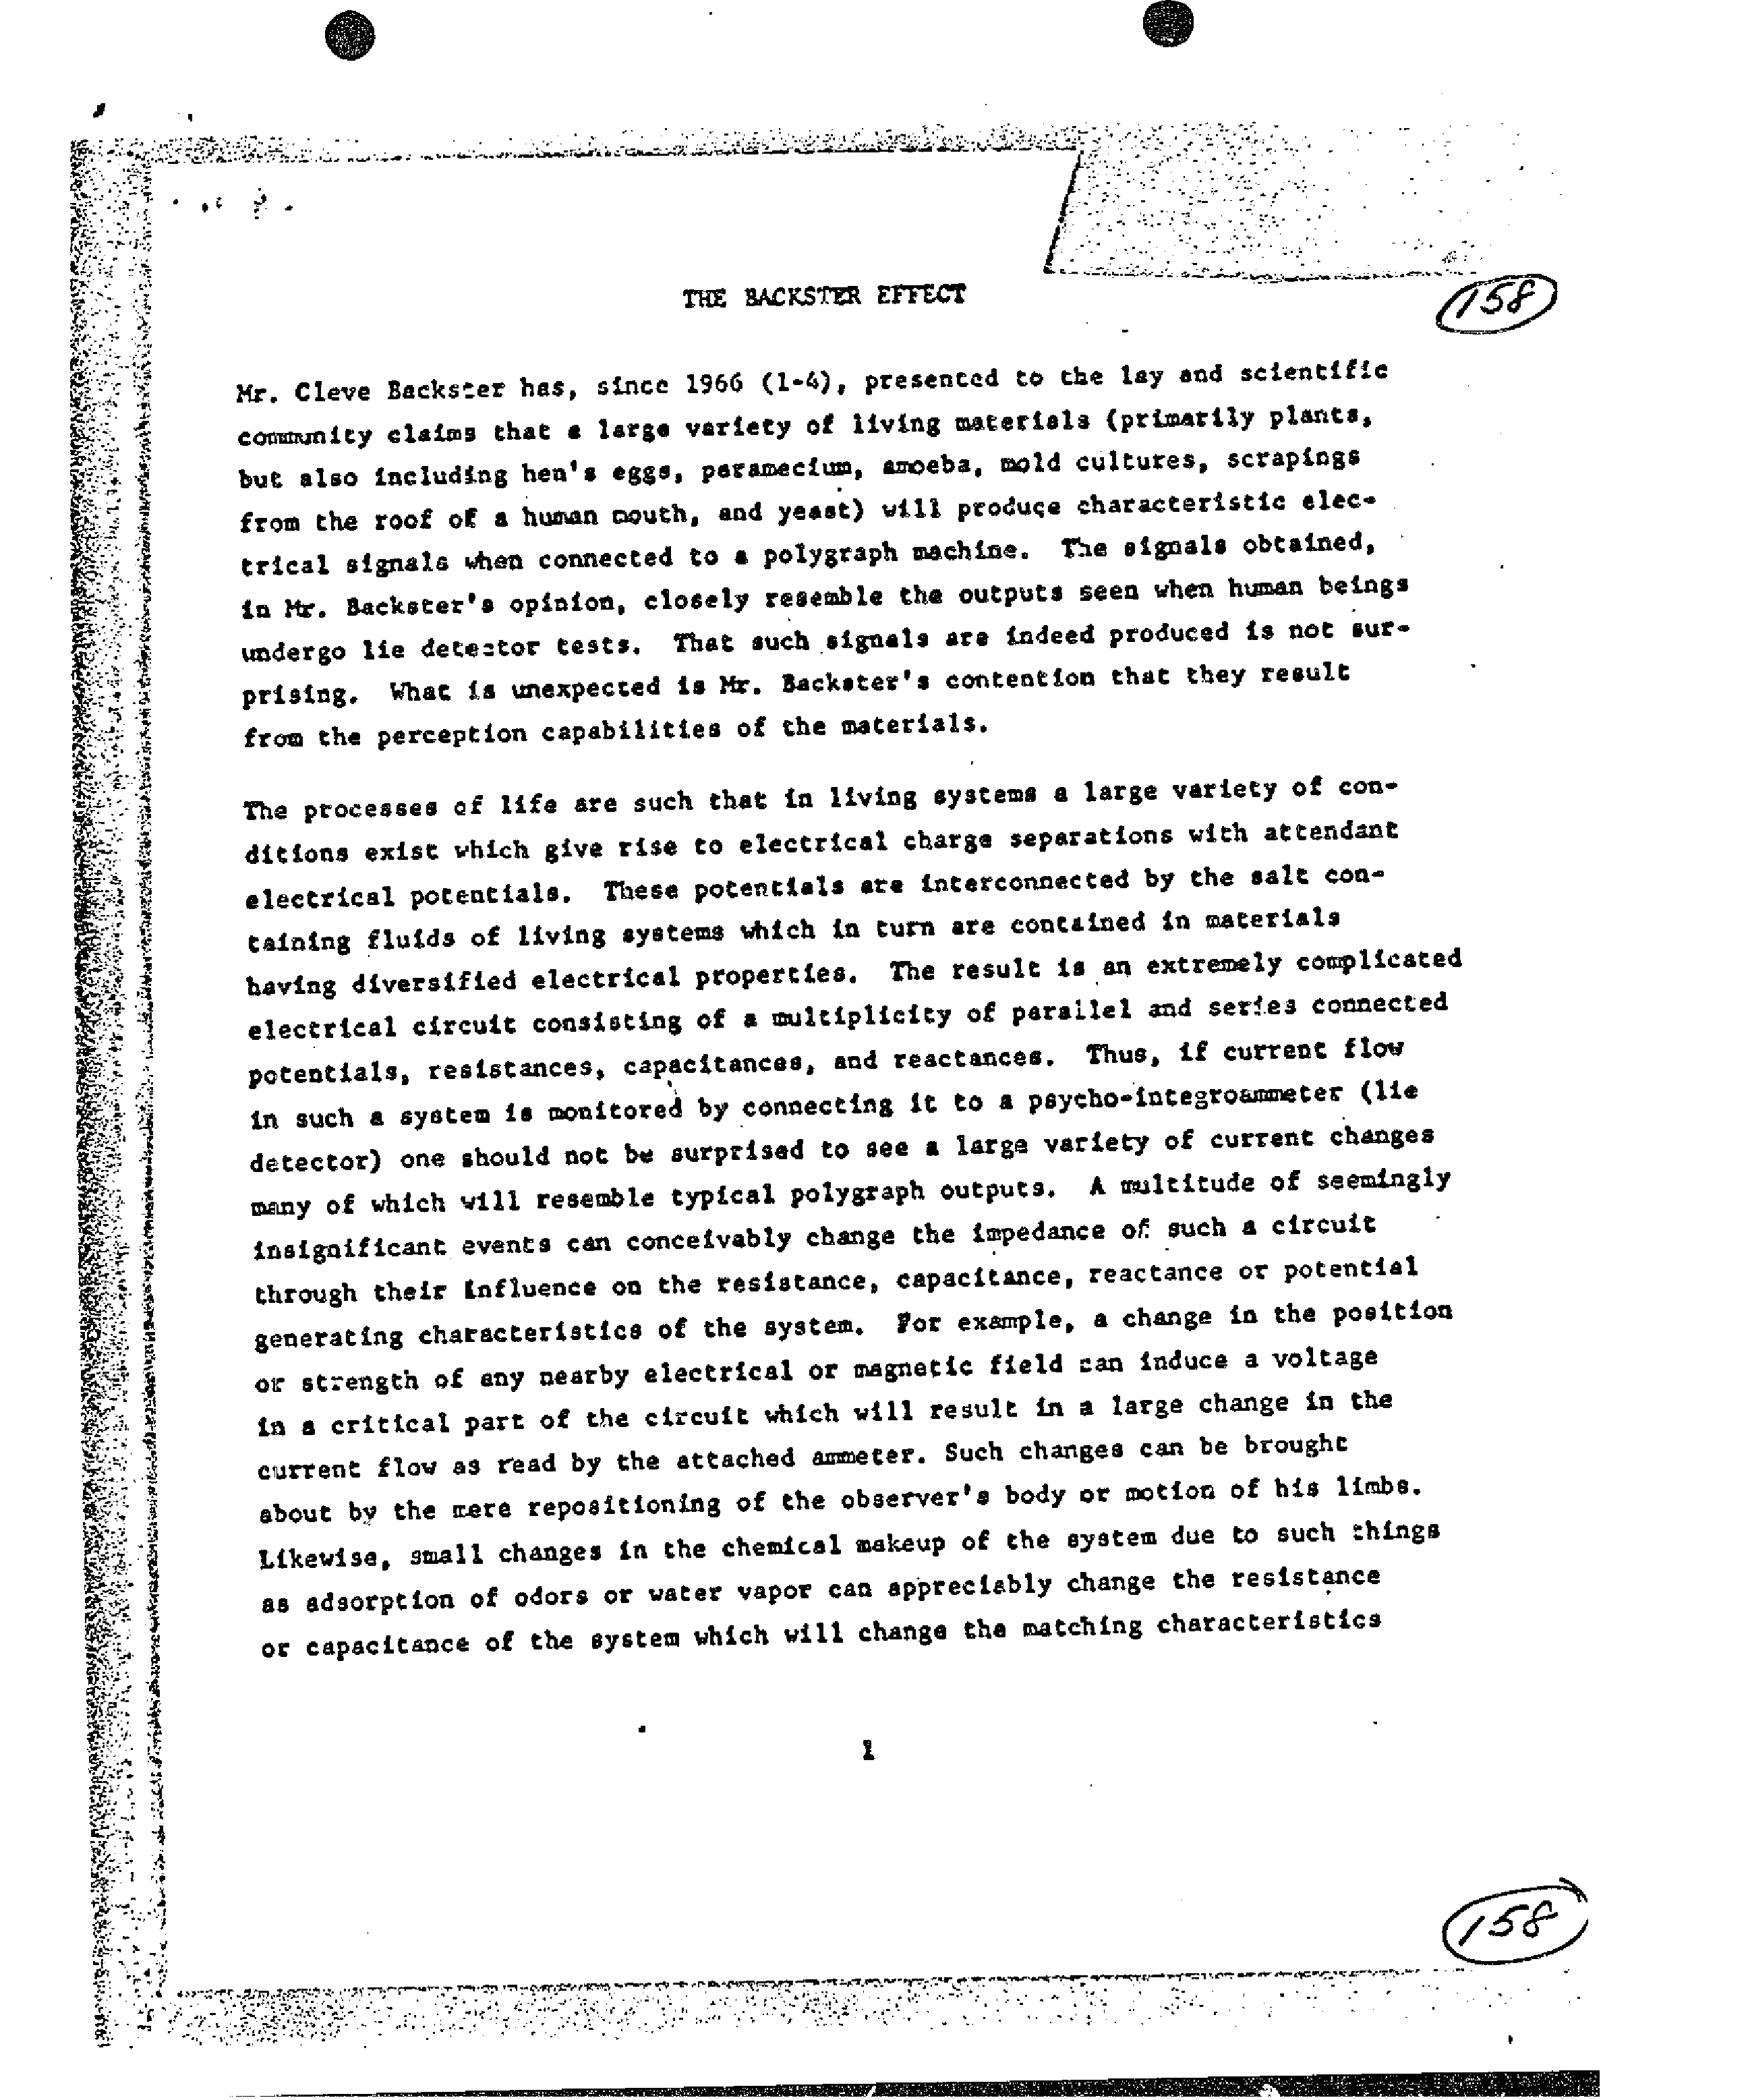 THE BACKSTER EFFECT
158
Mr. Cleve Backster has, since 1966 (1-4), presented to the lay and scientific
community claims that a large variety of living materials (primarily plants,
but also including hen's eggs, paramecium, amoeba, mold cultures, scrapings
from the roof of a human mouth, and yeast) will produce characteristic elec-
trical signals when connected to a polygraph machine. The signals obtained,
in Mr. Backster's opinion, closely resemble the outputs seen when human beings
undergo lie detector tests. That such signals are indeed produced is not sur-
prising. What is unexpected is Mr. Backster's contention that they result
from the perception capabilities of the materials.
The processes of life are such that in living systems a large variety of con-
ditions exist which give rise to electrical charge separations with attendant
electrical potentials. These potentials are interconnected by the salt con-
taining fluids of living systems which in turn are contained in materials
having diversified electrical properties. The result is an extremely complicated
electrical circuit consisting of a multiplicity of parallel and series connected
potentials, resistances, capacitances, and reactances. Thus, if current flow
in such a system is monitored by connecting it to a psycho-integroammeter (lie
detector) one should not be surprised to see a large variety of current changes
many of which will resemble typical polygraph outputs. A multitude of seemingly
insignificant events can conceivably change the impedance of such a circuit
through their influence on the resistance, capacitance, reactance or potential
generating characteristics of the system. For example, a change in the position
or strength of any nearby electrical or magnetic field can induce a voltage
in a critical part of the circuit which will result in a large change in the
current flow as read by the attached ammeter. Such changes can be brought
about by the mere repositioning of the observer's body or motion of his limbs.
Likewise, small changes in the chemical makeup of the system due to such things
as adsorption of odors or water vapor can appreciably change the resistance
or capacitance of the system which will change the matching characteristics
1
158